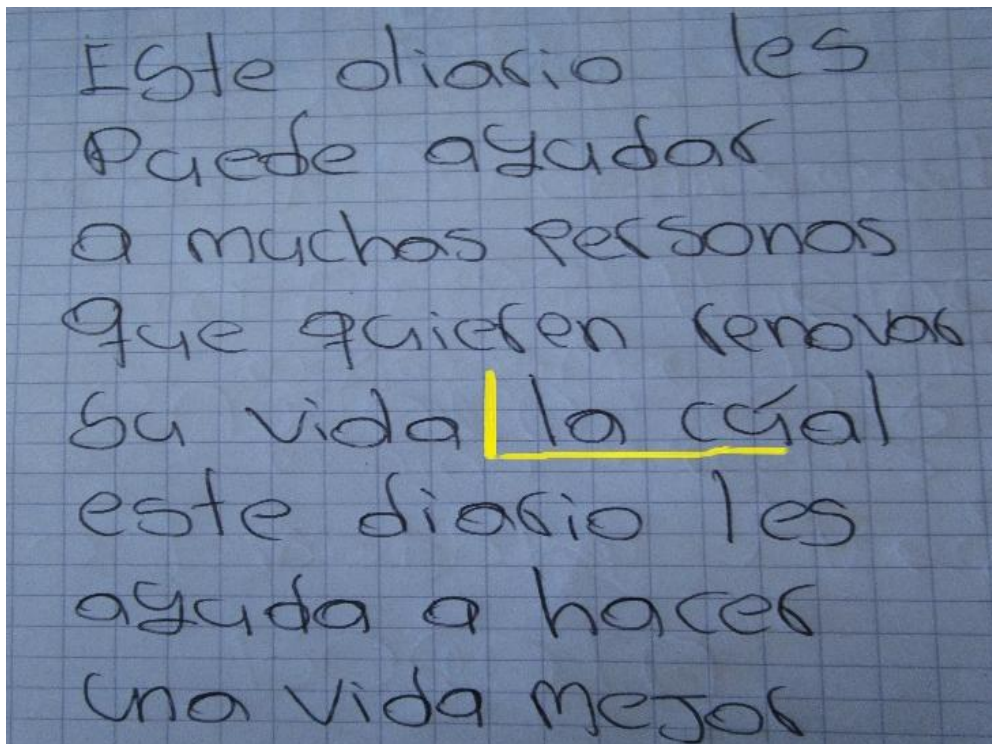 Este diario les
Puede ayudar
a muchas personas
que quieren renovar
su vida la cúal
este diario les
ayuda a hacer
una vida mejor